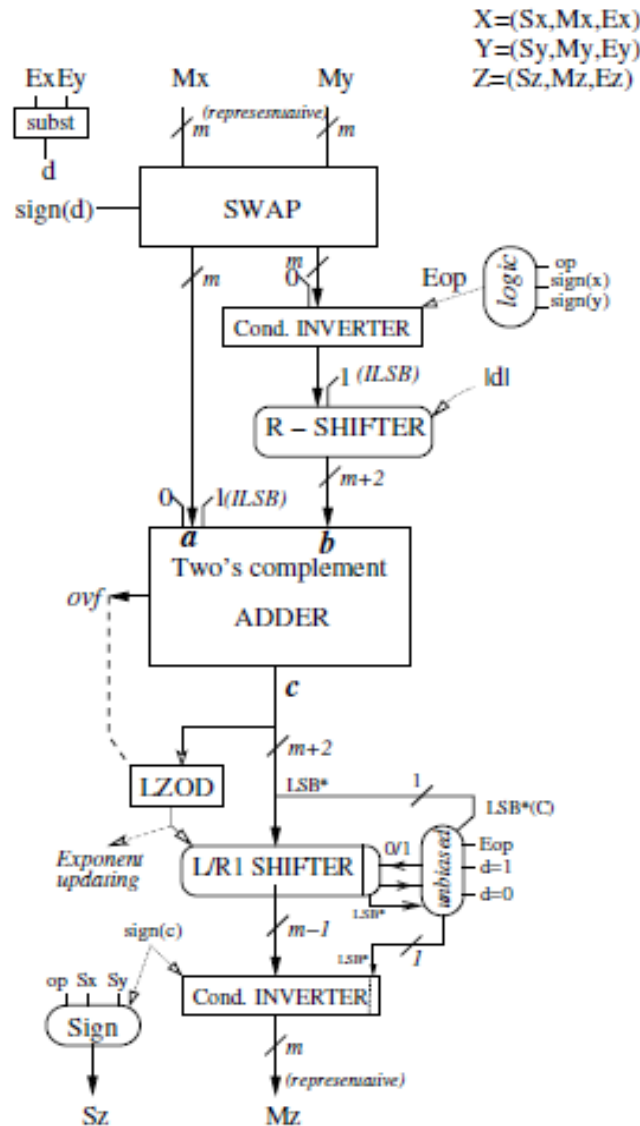 X=(Sx,Mx,Ex)
Y=(Sy,My,Ey)
Z=(Sz,Mz,Ez)
ExEy Mx My
(represesntative)
subst m m
d
sign(d) SWAP
m m
0 Eop logic op
sign(x)
sign(y)
Cond. INVERTER
1 (ILSB) |d|
R – SHIFTER
m+2
0 1(ILSB)
a b
Two's complement
ovf ADDER
c
m+2
LZOD LSB* 1
LSB*(C)
Exponent
updating
L/R1 SHIFTER 0/1 unbiased Eop
d=1
d=0
LSB*
sign(c) m−1
LSB* 1
op Sx Sy
Cond. INVERTER
Sign
m
(representative)
Sz Mz